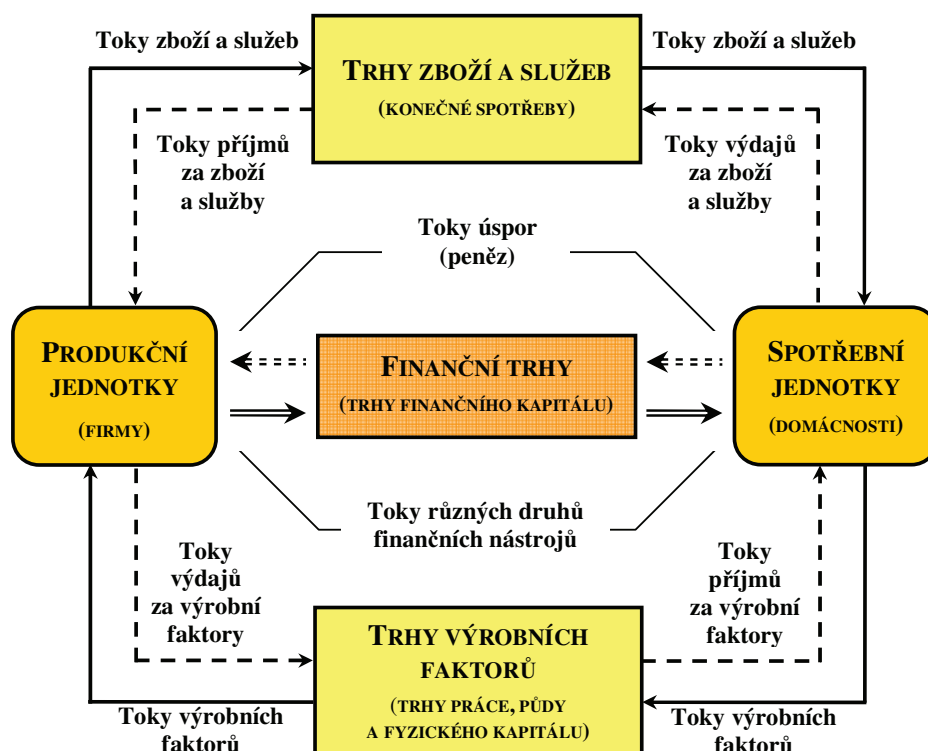 Toky zboží a služeb
TRHY ZBOŽÍ A SLUŽEB
(KONEČNÉ SPOTŘEBY)
Toky zboží a služeb
Toky příjmů
za zboží
a služby
Toky výdajů
za zboží
a služby
Toky úspor
(peněz)
PRODUKČNÍ
JEDNOTKY
(FIRMY)
FINANČNÍ TRHY
(TRHY FINANČNÍHO KAPITÁLU)
SPOTŘEBNÍ
JEDNOTKY
(DOMÁCNOSTI)
Toky různých druhů
finančních nástrojů
Toky
výdajů
za výrobní
faktory
Toky
příjmů
za výrobní
faktory
TRHY VÝROBNÍCH
FAKTORŮ
(TRHY PRÁCE, PŮDY
A FYZICKÉHO KAPITÁLU)
Toky výrobních
faktorů
Toky výrobních
faktorů